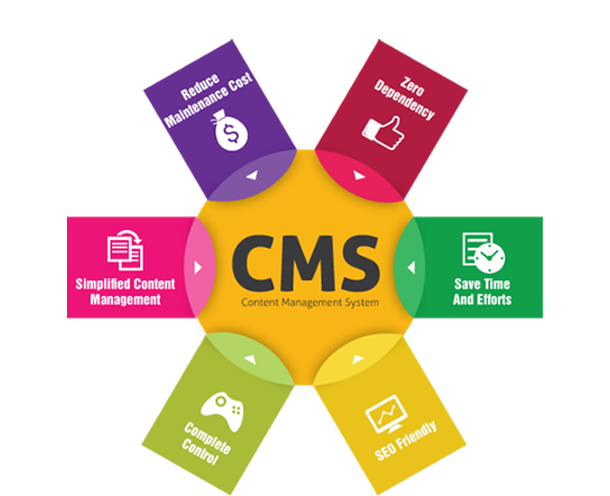 Reduce
Maintenance Cost
Zero
Dependency
Simplified Content
Management
CMS
Content Management System
Save Time
And Efforts
Complete
Control
SEO Friendly